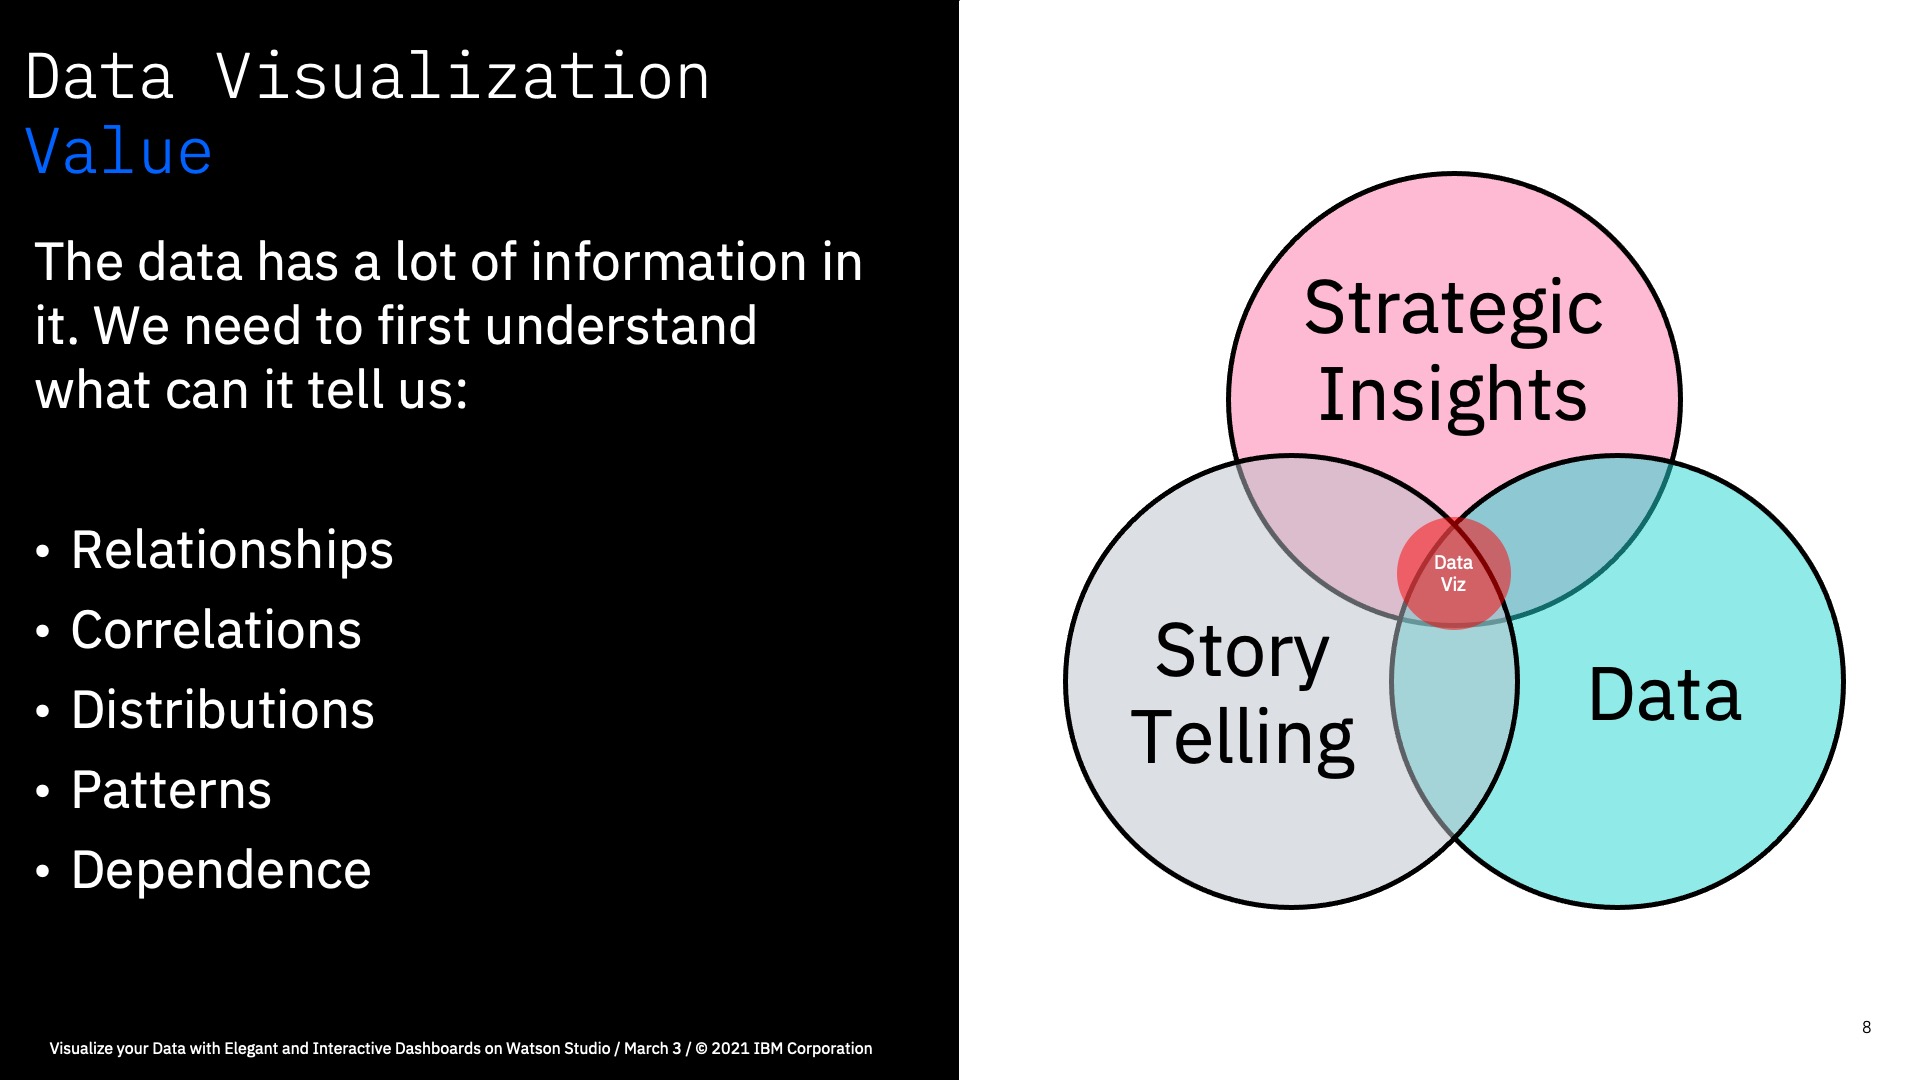 Data Visualization
Value
The data has a lot of information in
it. We need to first understand
what can it tell us:
• Relationships
• Correlations
• Distributions
• Patterns
• Dependence
Visualize your Data with Elegant and Interactive Dashboards on Watson Studio / March 3 / © 2021 IBM Corporation
Strategic
Insights
Data
Viz
Story
Telling
Data
8